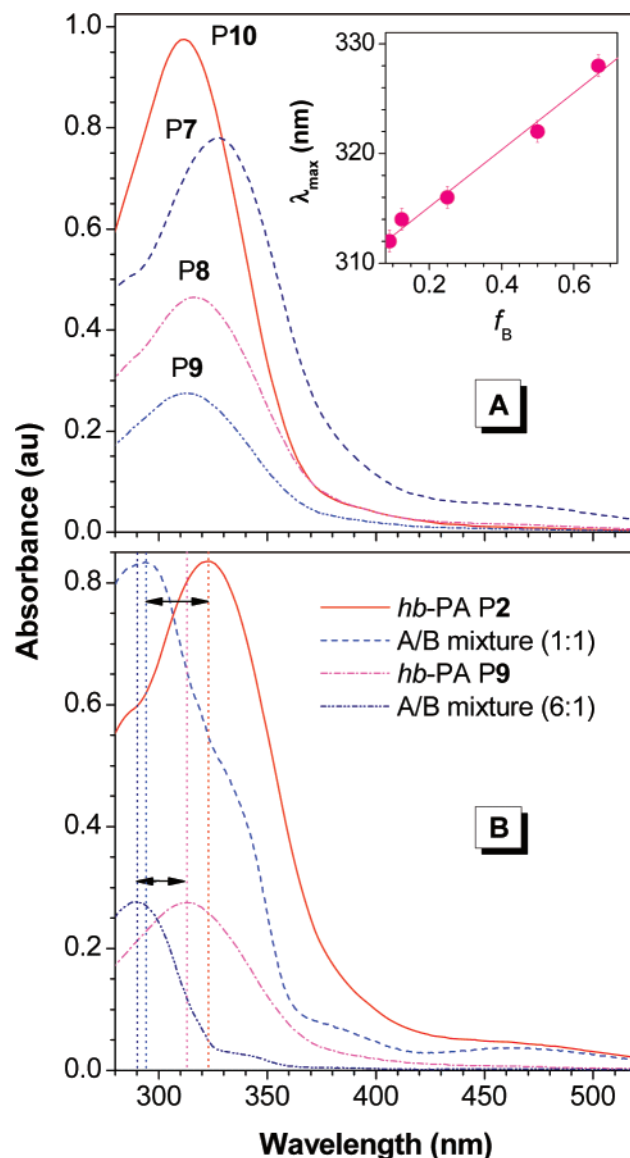 Absorbance (au)
1.0
0.8
0.6
0.4
0.2
0.0
P10
P7
P8
P9
λmax (nm)
330
320
310
0.2 0.4 0.6
fB
A
0.8
0.6
0.4
0.2
0.0
hb-PA P2
A/B mixture (1:1)
hb-PA P9
A/B mixture (6:1)
B
300 350 400 450 500
Wavelength (nm)